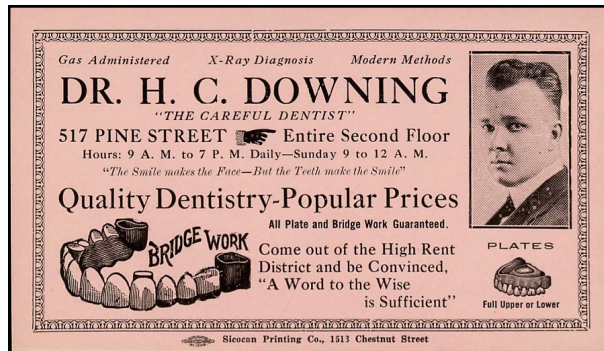 Gas Administered X-Ray Diagnosis Modern Methods
DR. H. C. DOWNING
"THE CAREFUL DENTIST"
517 PINE STREET Entire Second Floor
Hours: 9 A. M. to 7 P. M. Daily—Sunday 9 to 12 A. M.
"The Smile makes the Face—But the Teeth make the Smile"
Quality Dentistry-Popular Prices
All Plate and Bridge Work Guaranteed.
BRIDGE WORK
Come out of the High Rent
District and be Convinced,
"A Word to the Wise
is Sufficient"
PLATES
Full Upper or Lower
Sicocan Printing Co., 1513 Chestnut Street